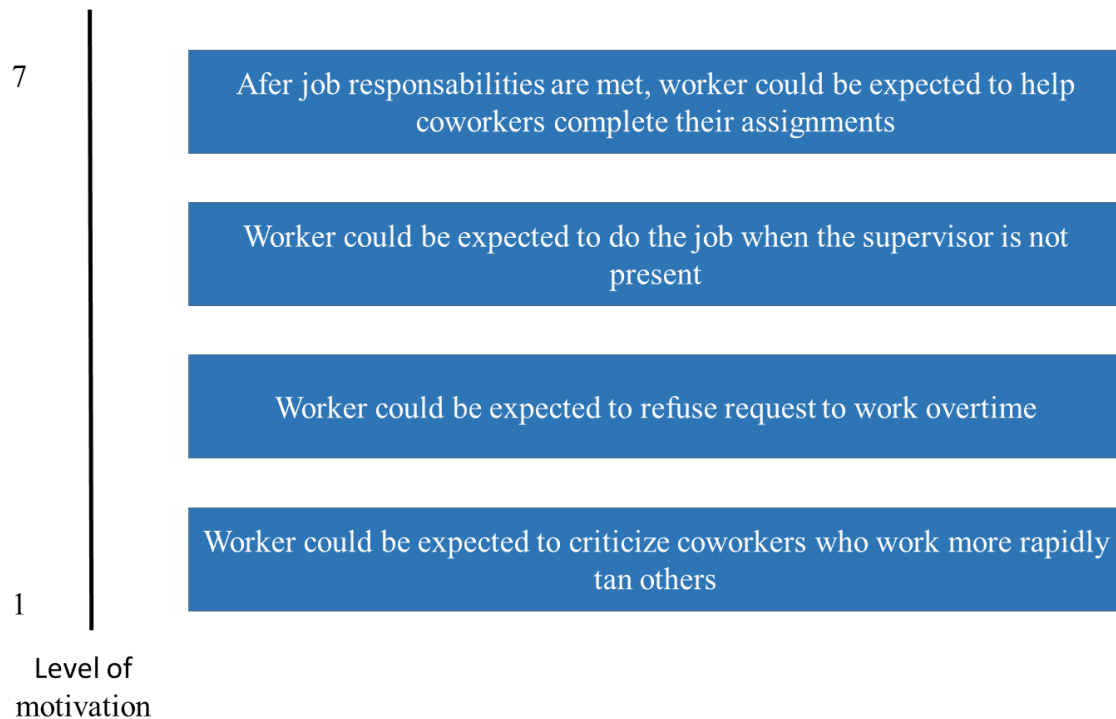 7
Afer job responsabilities are met, worker could be expected to help
coworkers complete their assignments
Worker could be expected to do the job when the supervisor is not
present
Worker could be expected to refuse request to work overtime
Worker could be expected to criticize coworkers who work more rapidly
tan others
1
Level of
motivation